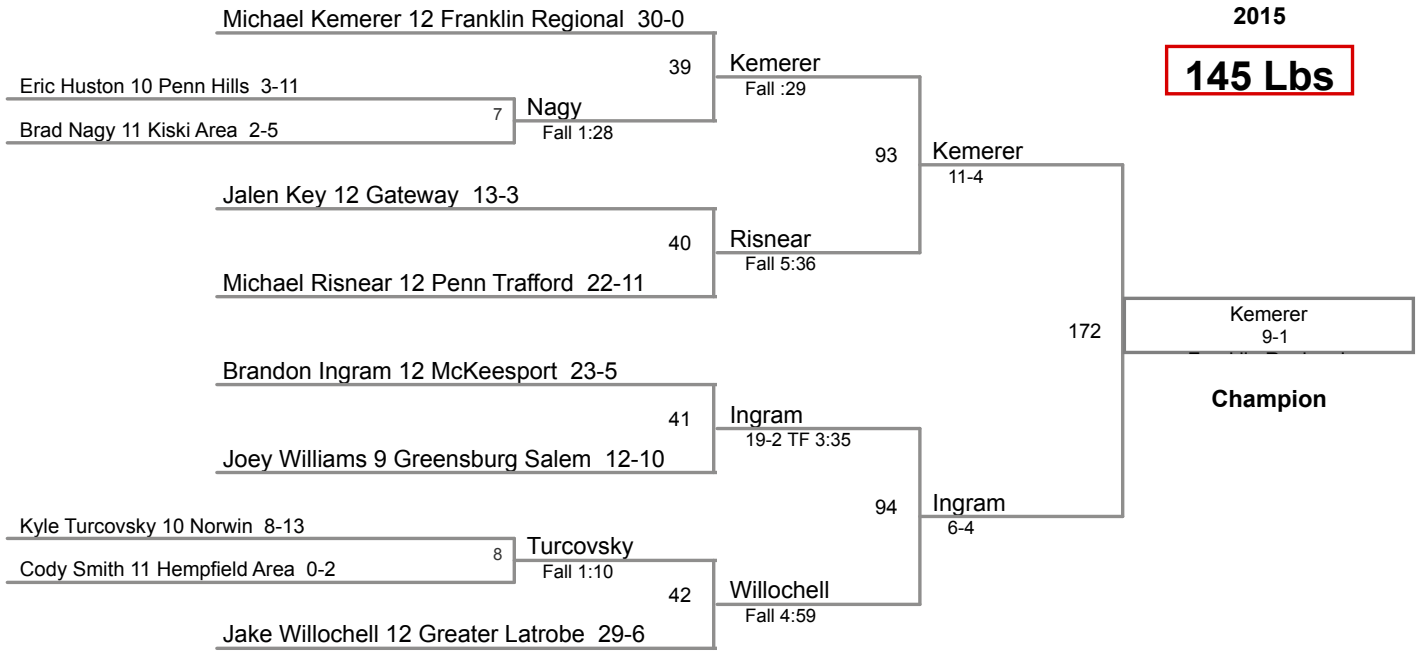 2015
145 Lbs
Michael Kemerer 12 Franklin Regional 30-0
39
Kemerer
Fall :29
Eric Huston 10 Penn Hills 3-11
7
Nagy
Fall 1:28
Brad Nagy 11 Kiski Area 2-5
93
Kemerer
11-4
Jalen Key 12 Gateway 13-3
40
Risnear
Fall 5:36
Michael Risnear 12 Penn Trafford 22-11
172
Kemerer
9-1
Champion
Brandon Ingram 12 McKeesport 23-5
41
Ingram
19-2 TF 3:35
Joey Williams 9 Greensburg Salem 12-10
94
Ingram
6-4
Kyle Turcovsky 10 Norwin 8-13
8
Turcovsky
Fall 1:10
Cody Smith 11 Hempfield Area 0-2
42
Willochell
Fall 4:59
Jake Willochell 12 Greater Latrobe 29-6